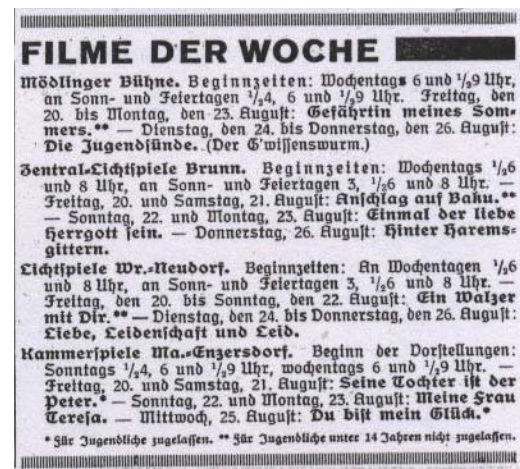 FILME DER WOCHE
Mödlinger Bühne. Beginnzeiten: Wochentags 6 und ½9 Uhr,
an Sonn- und Feiertagen ½4, 6 und ½9 Uhr. Freitag, den
20. bis Montag, den 23. August: Gefährtin meines Som-
mers.** — Dienstag, den 24. bis Donnerstag, den 26. August:
Die Jugendsünde. (Der G'wissenswurm.)
Zentral-Lichtspiele Brunn. Beginnzeiten: Wochentags ½6
und 8 Uhr, an Sonn- und Feiertagen 3, ½6 und 8 Uhr. —
Freitag, 20. und Samstag, 21. August: Anschlag auf Baku.**
— Sonntag, 22. und Montag, 23. August: Einmal der liebe
Herrgott sein. — Donnerstag, 26. August: Hinter Harems-
gittern.
Lichtspiele Wr.-Neudorf. Beginnzeiten: An Wochentagen ½6
und 8 Uhr, an Sonn- und Feiertagen 3, ½6 und 8 Uhr. —
Freitag, den 20. bis Sonntag, den 22. August: Ein Walzer
mit Dir.** — Dienstag, den 24. bis Donnerstag, den 26. August:
Liebe, Leidenschaft und Leid.
Kammerspiele Ma.-Enzersdorf. Beginn der Vorstellungen:
Sonntags ½4, 6 und ½9 Uhr, wochentags 6 und ½9 Uhr. —
Freitag, 20. und Samstag, 21. August: Seine Tochter ist der
Peter.* — Sonntag, 22. und Montag, 23. August: Meine Frau
Teresa. — Mittwoch, 25. August: Du bist mein Glück.*
* Für Jugendliche zugelassen. ** Für Jugendliche unter 14 Jahren nicht zugelassen.